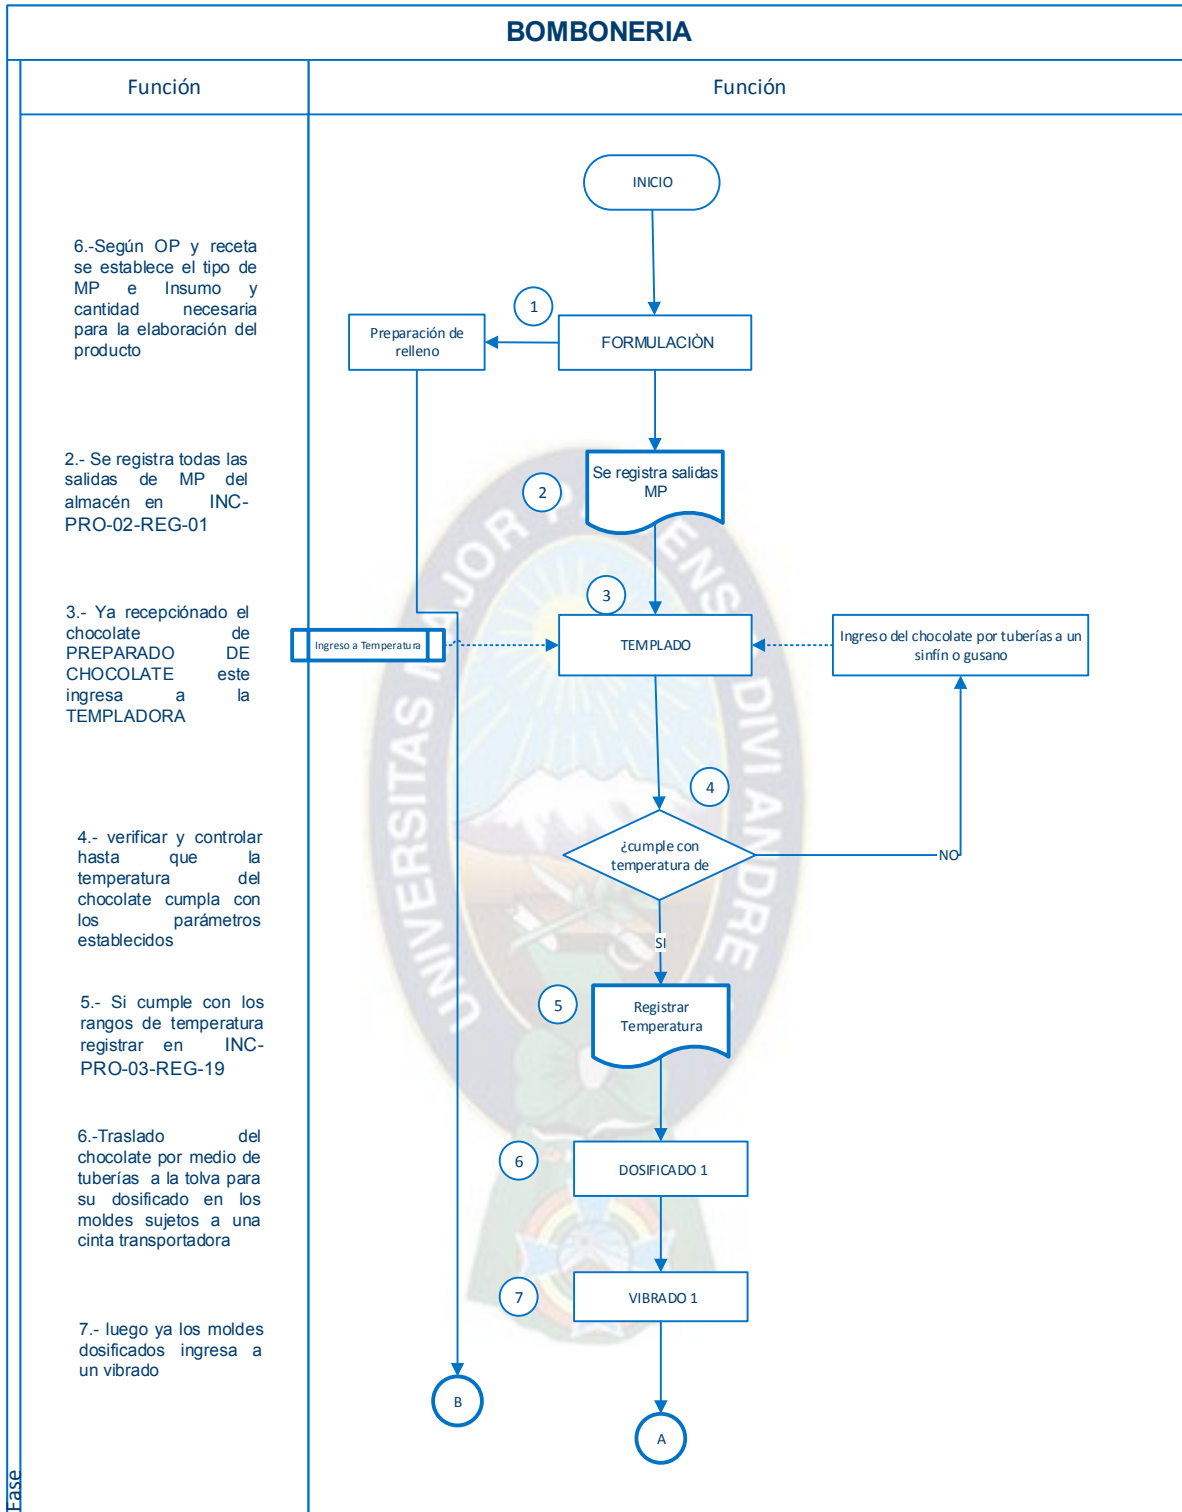 BOMBONERIA
Función
Función
6.-Según OP y receta
se establece el tipo de
MP e Insumo y
cantidad necesaria
para la elaboración del
producto
2.- Se registra todas las
salidas de MP del
almacén en INC-
PRO-02-REG-01
3.- Ya recepciónado el
chocolate de
PREPARADO DE
CHOCOLATE este
ingresa a la
TEMPLADORA
4.- verificar y controlar
hasta que la
temperatura del
chocolate cumpla con
los parámetros
establecidos
5.- Si cumple con los
rangos de temperatura
registrar en INC-
PRO-03-REG-19
6.-Traslado del
chocolate por medio de
tuberías a la tolva para
su dosificado en los
moldes sujetos a una
cinta transportadora
7.- luego ya los moldes
dosificados ingresa a
un vibrado
Fase
INICIO
1
FORMULACIÒN
Preparación de
relleno
2
Se registra salidas
MP
3
Ingreso a Temperatura
TEMPLADO
Ingreso del chocolate por tuberías a un
sinfín o gusano
4
¿cumple con
temperatura de
NO
SI
5
Registrar
Temperatura
6
DOSIFICADO 1
7
VIBRADO 1
B
A
UNIVERSITAS MAJOR PACENSIS DIVI ANDRE